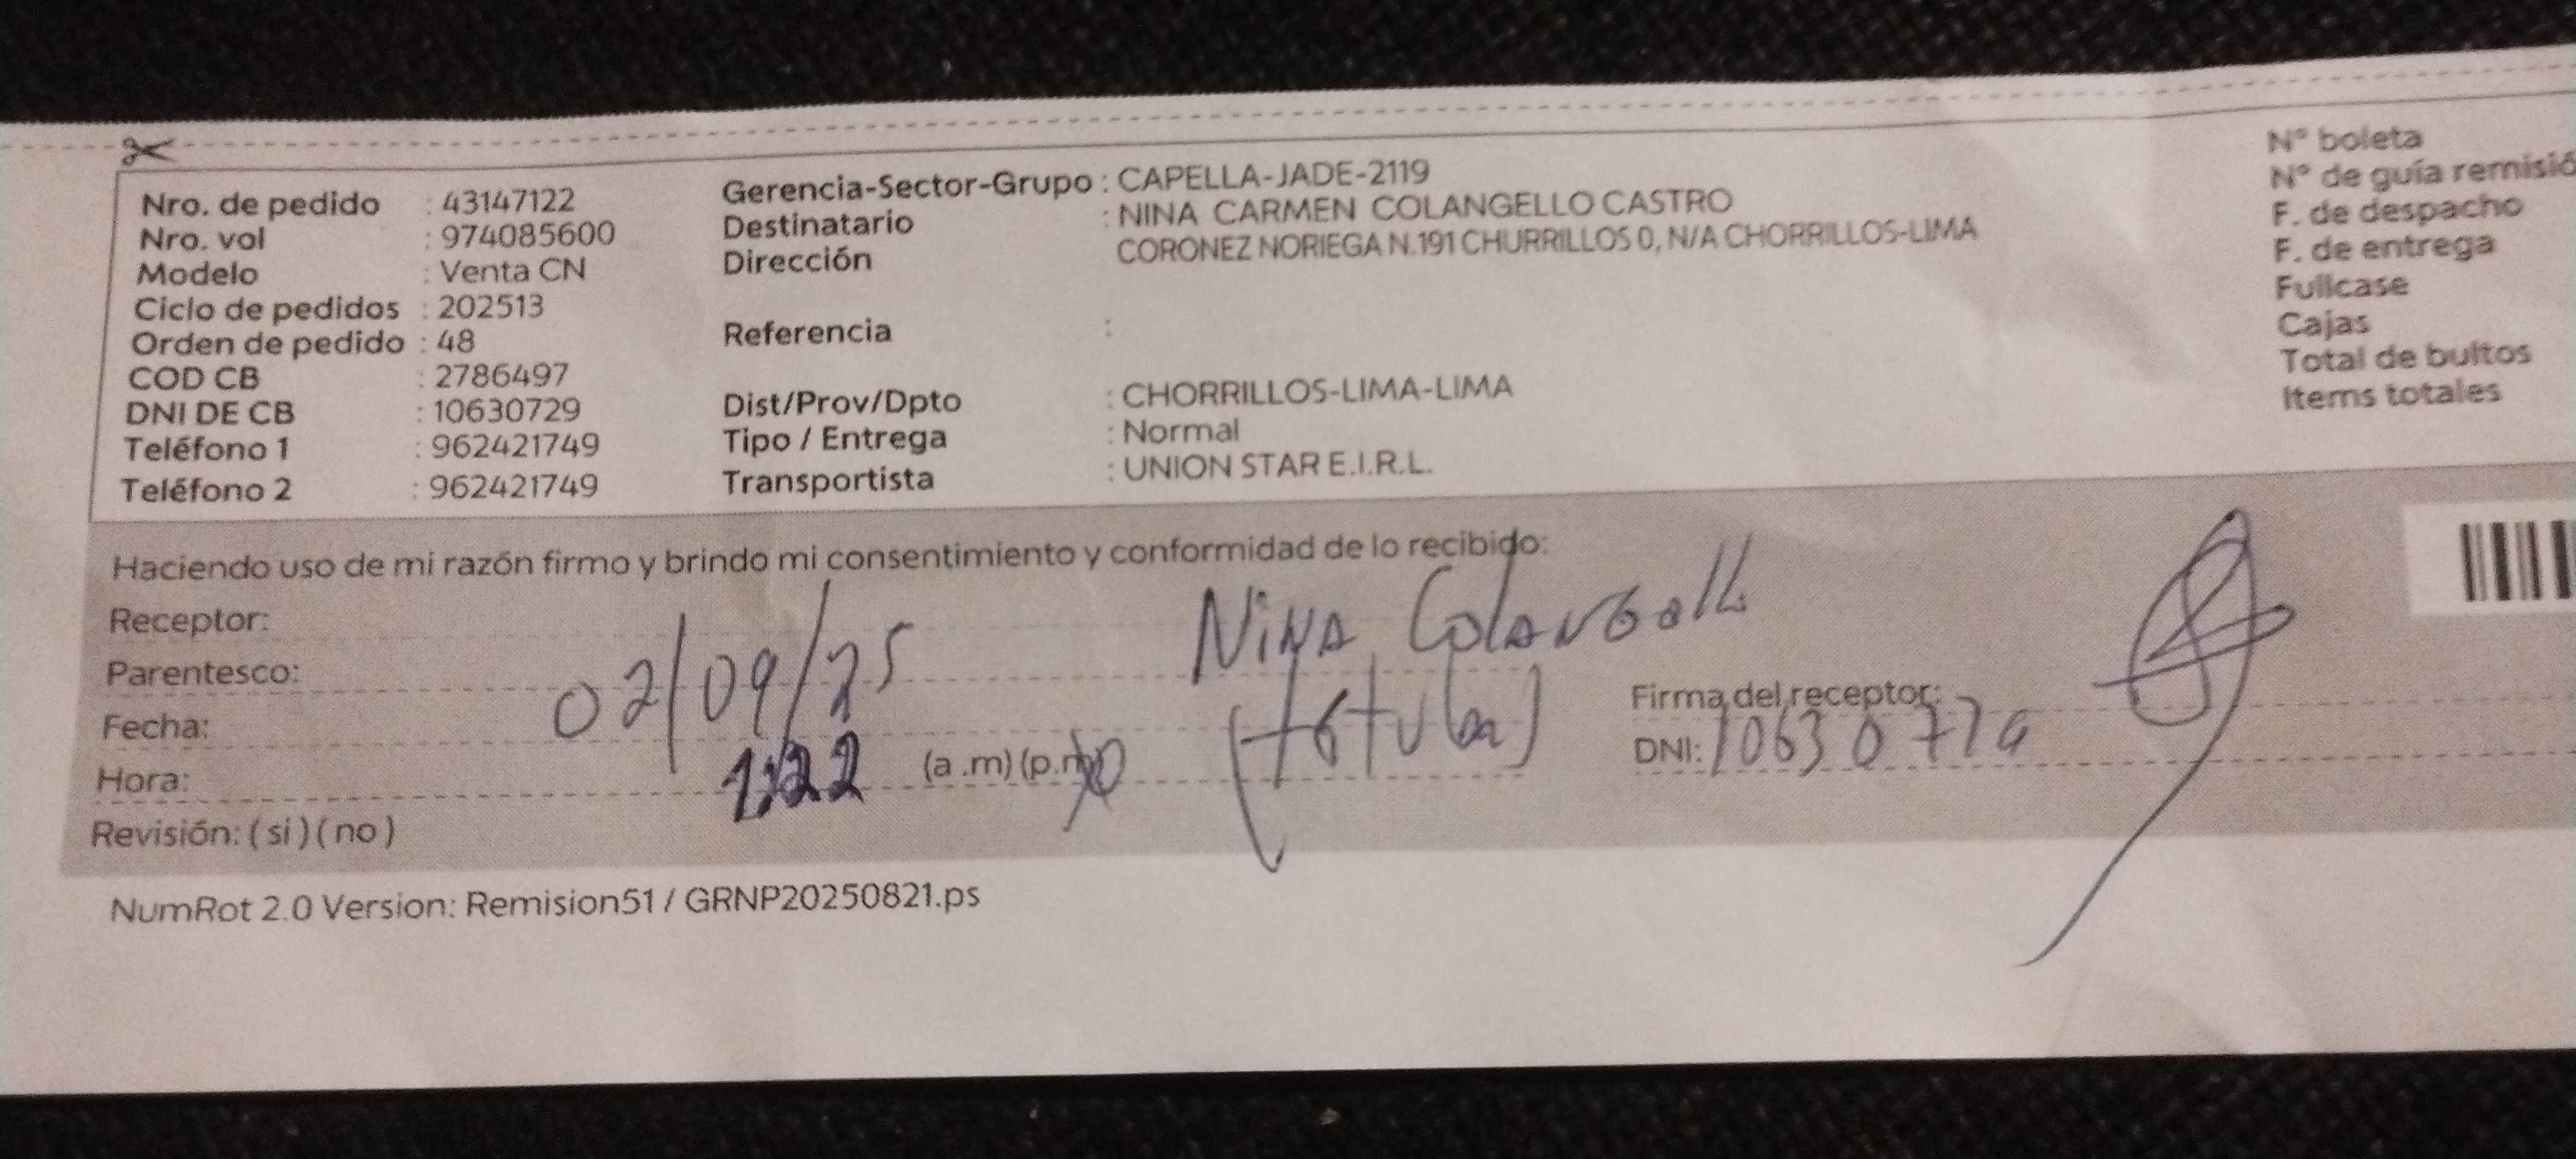 Nro. de pedido : 43147122
Nro. vol : 974085600
Modelo : Venta CN
Ciclo de pedidos : 202513
Orden de pedido : 48
COD CB : 2786497
DNI DE CB : 10630729
Teléfono 1 : 962421749
Teléfono 2 : 962421749
Gerencia-Sector-Grupo : CAPELLA-JADE-2119
Destinatario : NINA CARMEN COLANGELLO CASTRO
Dirección CORONEZ NORIEGA N.191 CHURRILLOS 0, N/A CHORRILLOS-LIMA
Referencia :
Dist/Prov/Dpto : CHORRILLOS-LIMA-LIMA
Tipo / Entrega : Normal
Transportista : UNION STAR E.I.R.L.
N° boleta
N° de guía remisió
F. de despacho
F. de entrega
Fullcase
Cajas
Total de bultos
Items totales
Haciendo uso de mi razón firmo y brindo mi consentimiento y conformidad de lo recibido:
Receptor:
Parentesco:
Fecha: 02/09/25
Hora: 1:22 (a .m) (p.m)
Revisión: ( si ) ( no )
Nina
Firma del receptor:
DNI:
NumRot 2.0 Version: Remision51 / GRNP20250821.ps